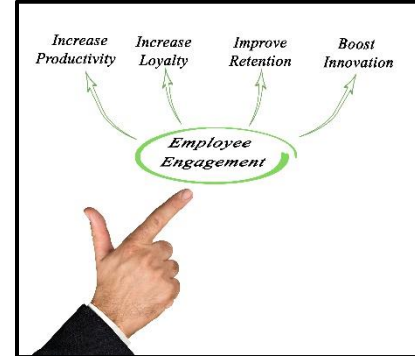 Increase
Productivity
Increase
Loyalty
Improve
Retention
Boost
Innovation
Employee
Engagement